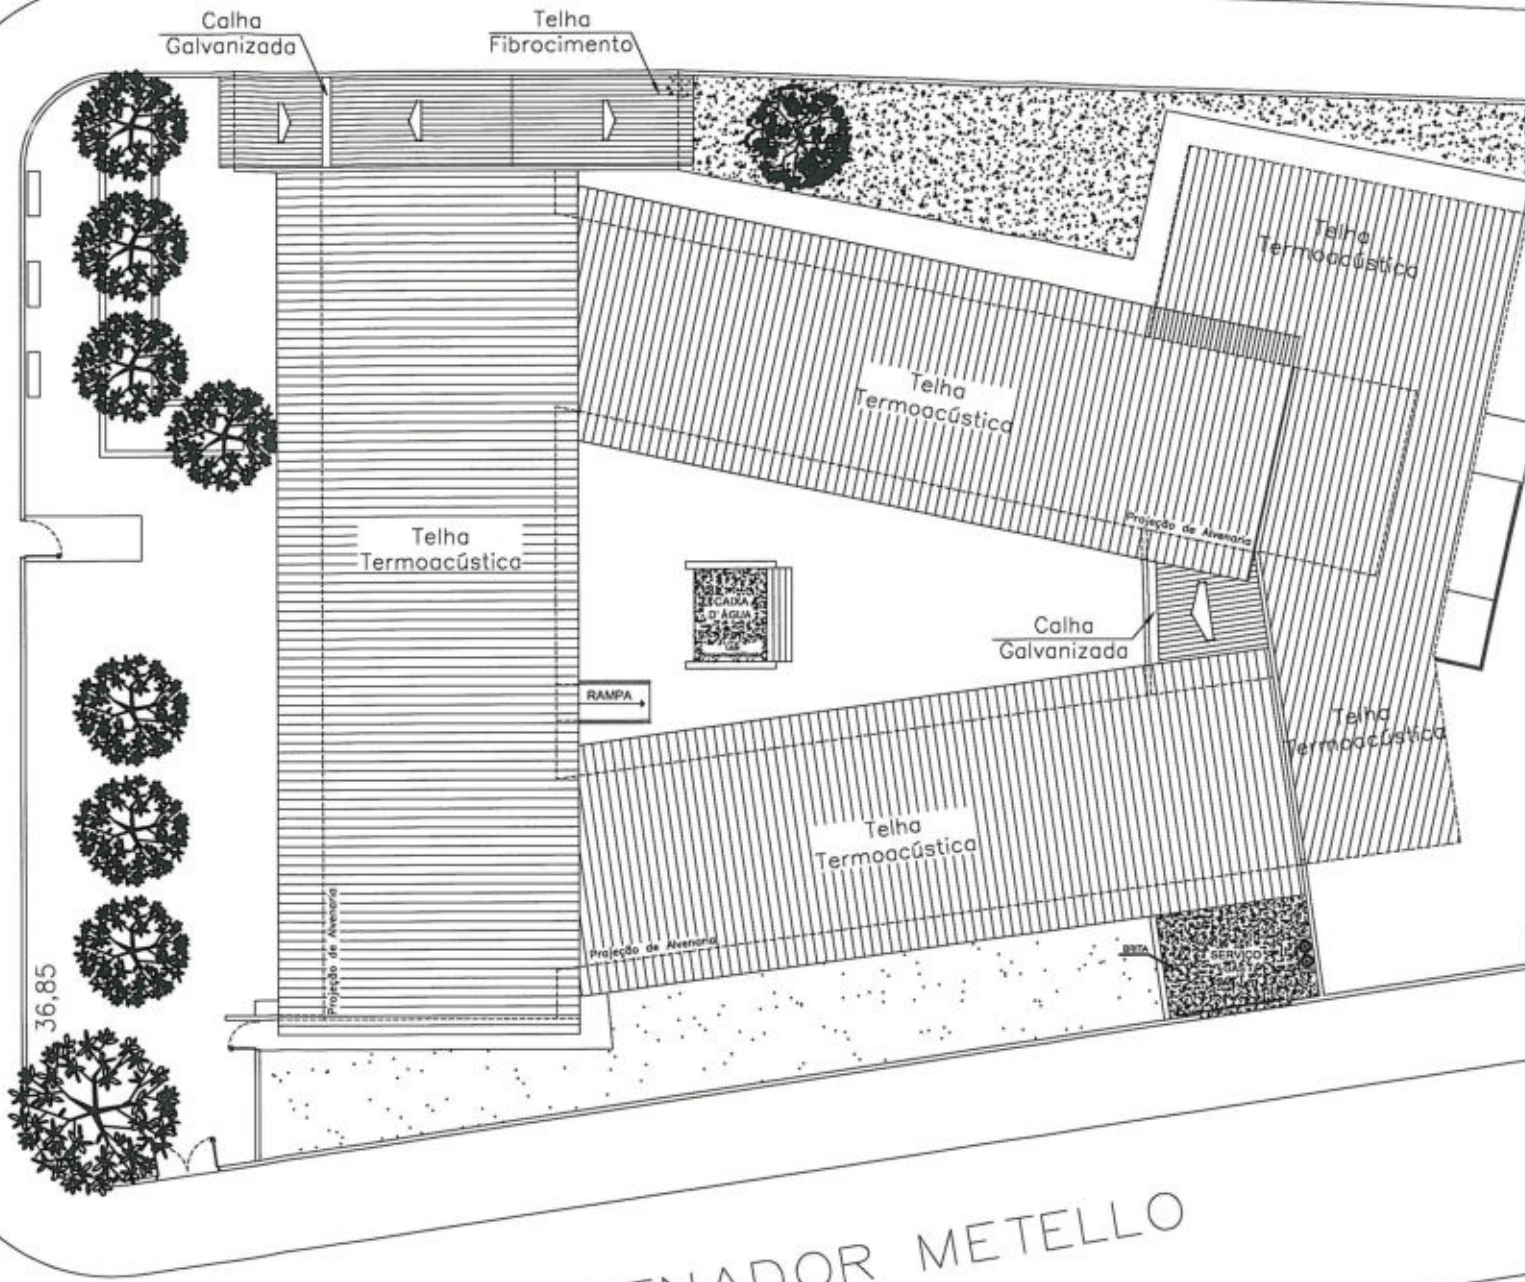 Calha
Galvanizada
Telha
Fibrocimento
Telha
Termoacústica
Telha
Termoacústica
Telha
Termoacústica
Projeção de Alvenaria
CAIXA
D'ÁGUA
Calha
Galvanizada
RAMPA
Telha
Termoacústica
Telha
Termoacústica
Projeção de Alvenaria
Projeção de Alvenaria
BRITA
SERVIÇO
36,85
ENADOR METELLO